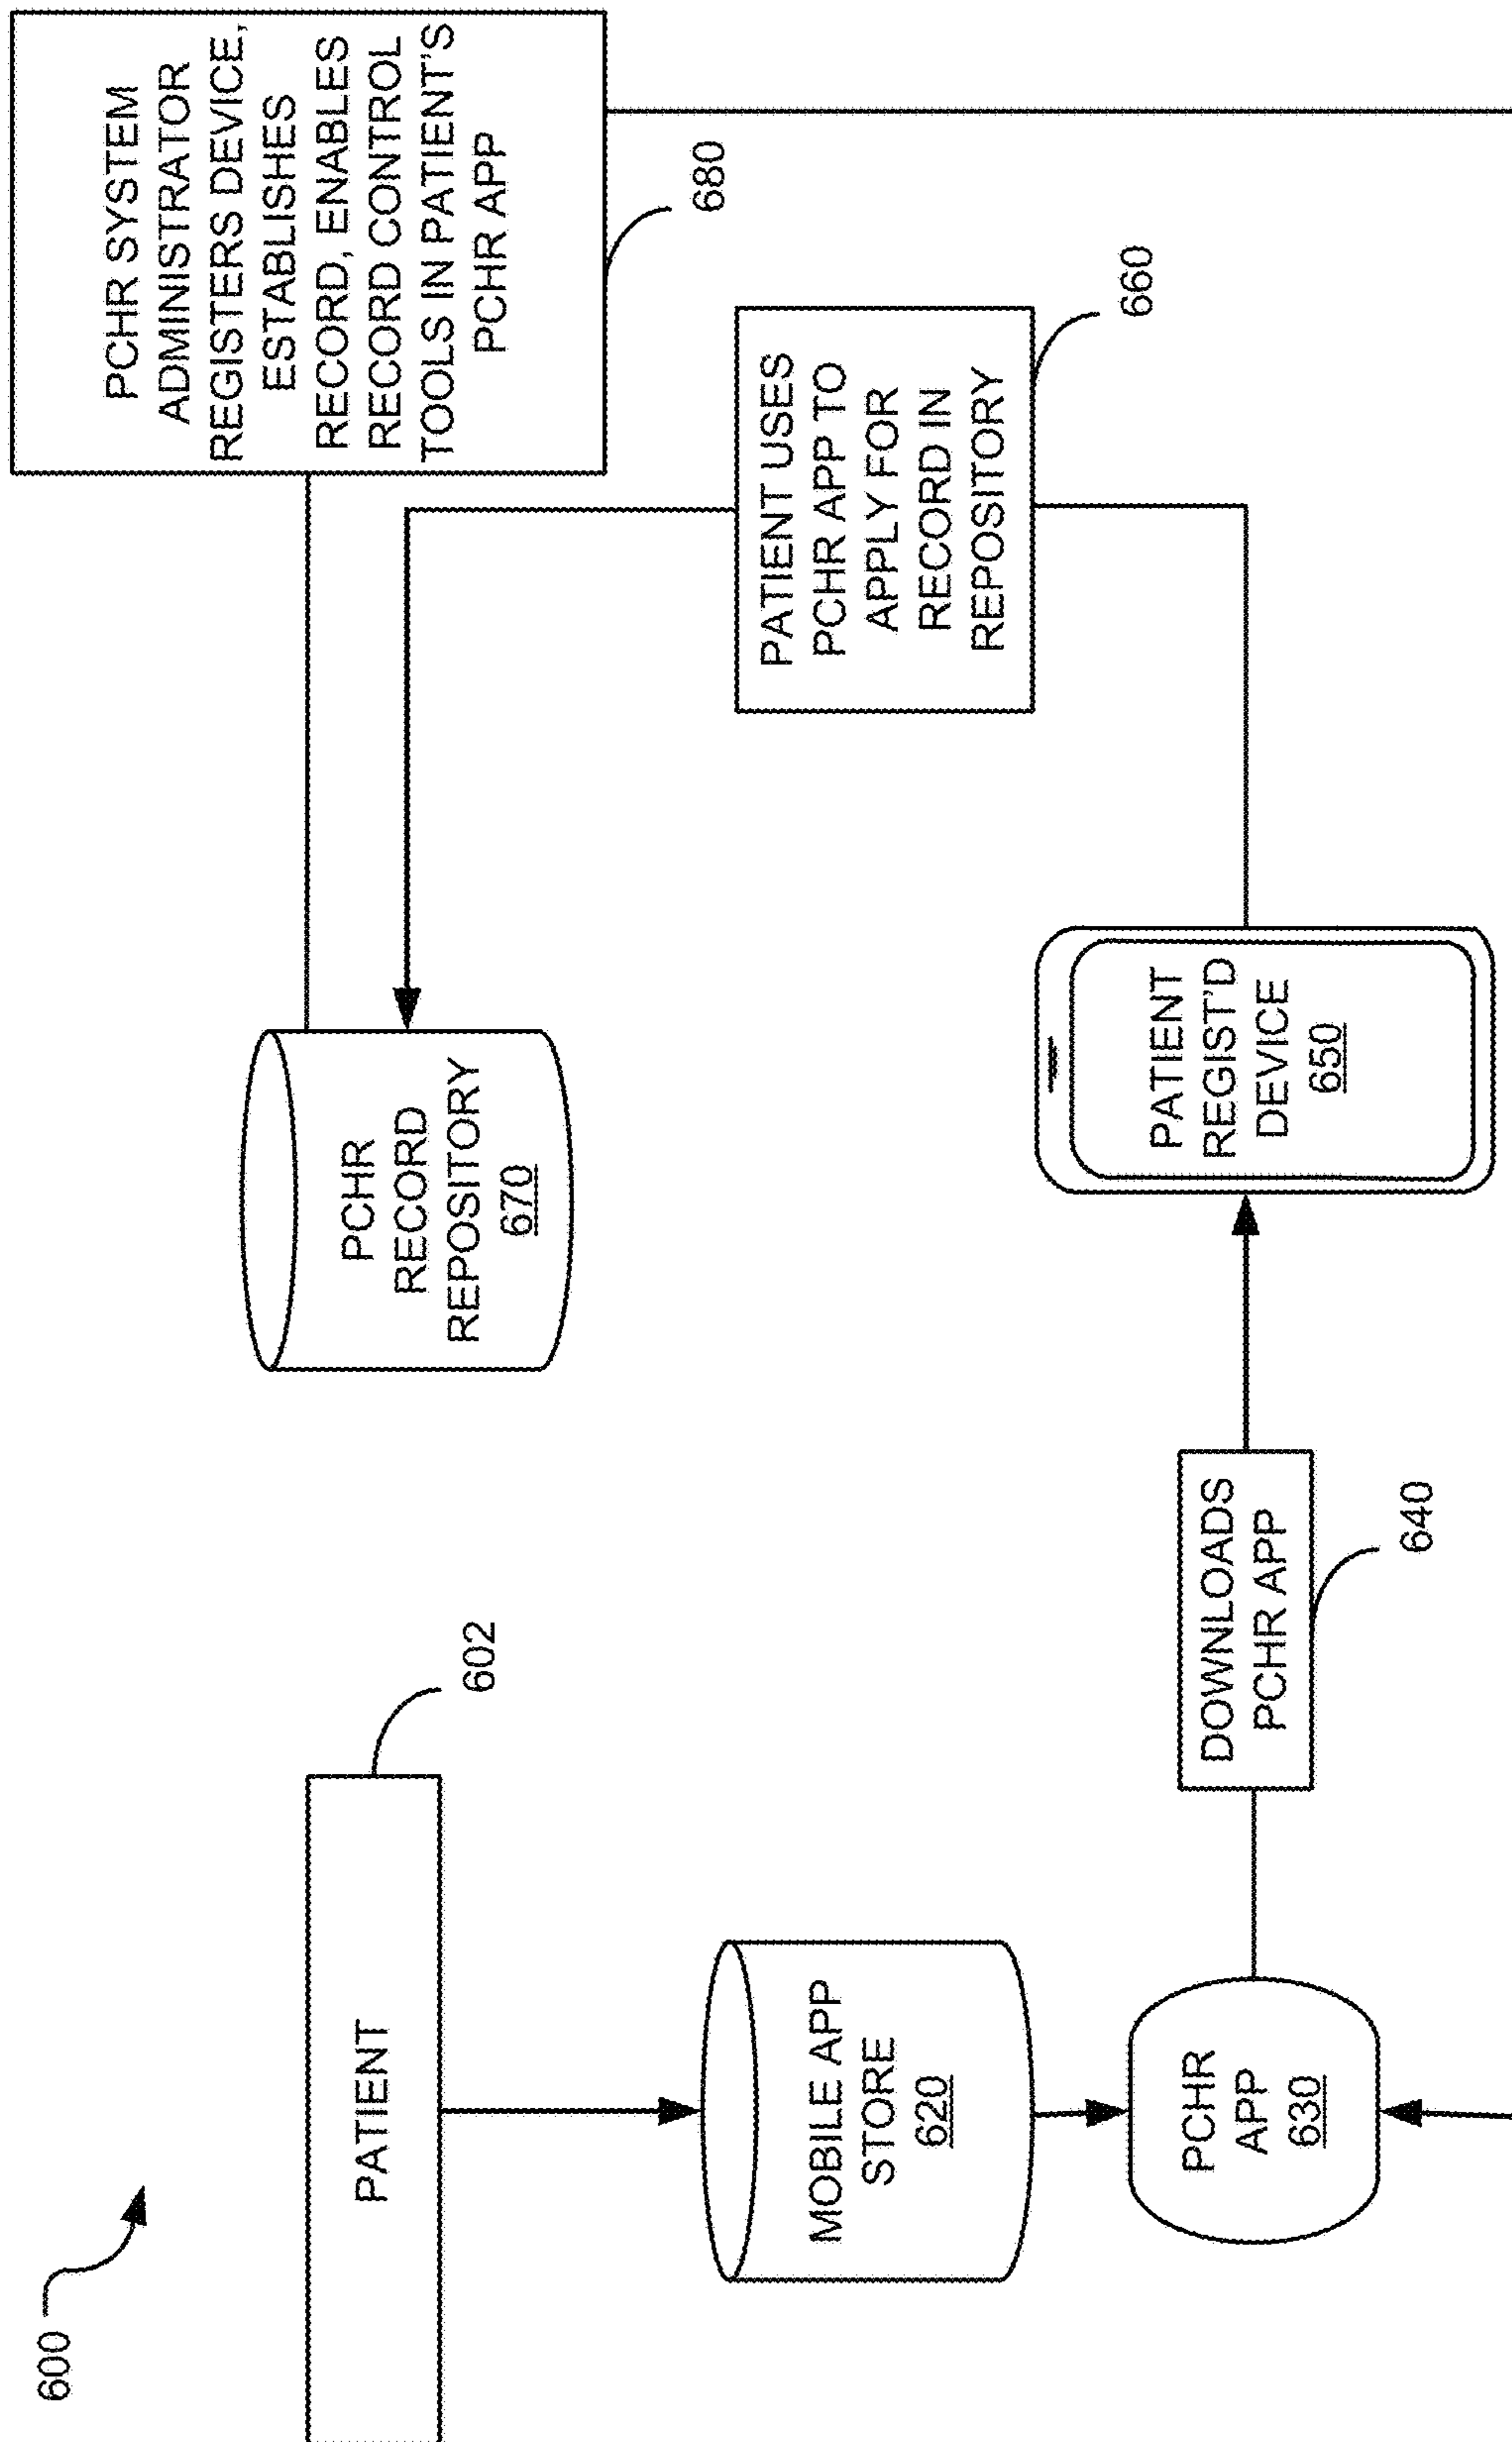 600
PATIENT
602
MOBILE APP
STORE
620
PCHR
APP
630
DOWNLOADS
PCHR APP
640
PATIENT
REGIST'D
DEVICE
650
PATIENT USES
PCHR APP TO
APPLY FOR
RECORD IN
REPOSITORY
660
PCHR
RECORD
REPOSITORY
670
PCHR SYSTEM
ADMINISTRATOR
REGISTERS DEVICE,
ESTABLISHES
RECORD, ENABLES
RECORD CONTROL
TOOLS IN PATIENT'S
PCHR APP
680